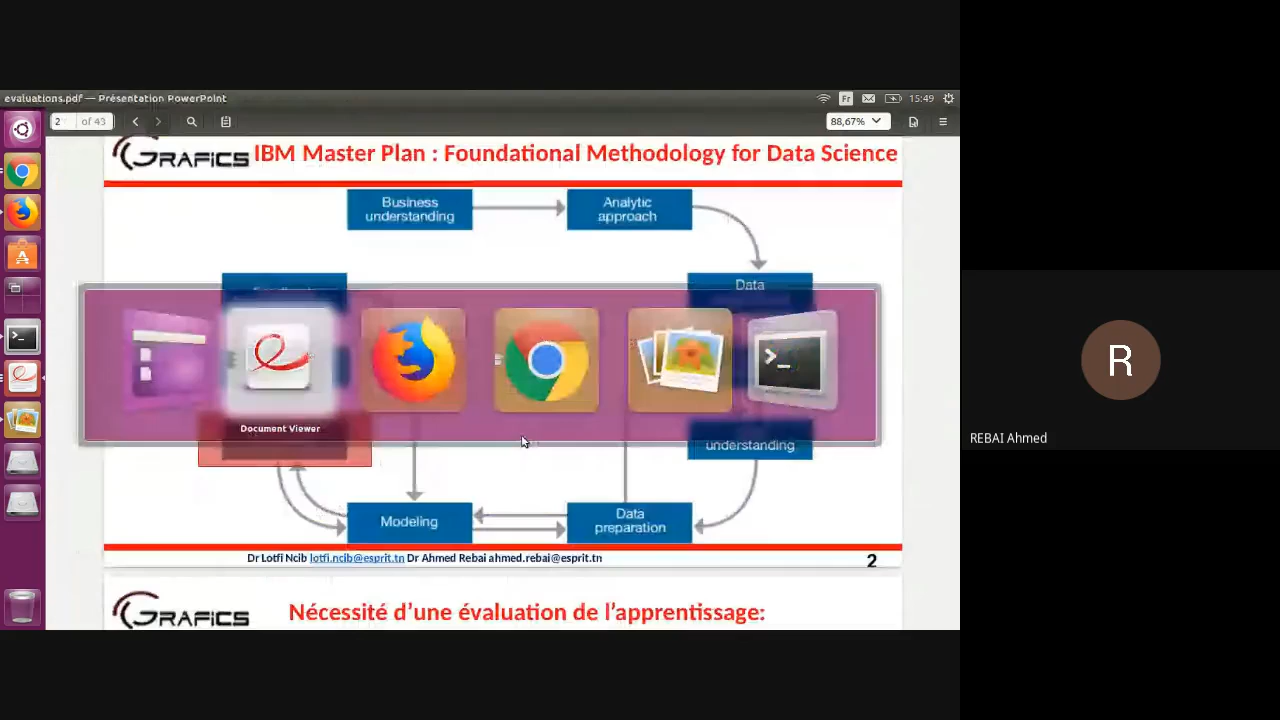 evaluations.pdf — Présentation PowerPoint
Fr
15:49
2
of 43
88,67%
GRAFICS
IBM Master Plan : Foundational Methodology for Data Science
Business
understanding
Analytic
approach
Data
Document Viewer
understanding
Modeling
Data
preparation
Dr Lotfi Ncib lotfi.ncib@esprit.tn Dr Ahmed Rebai ahmed.rebai@esprit.tn
2
GRAFICS
Nécessité d’une évaluation de l’apprentissage:
R
REBAI Ahmed